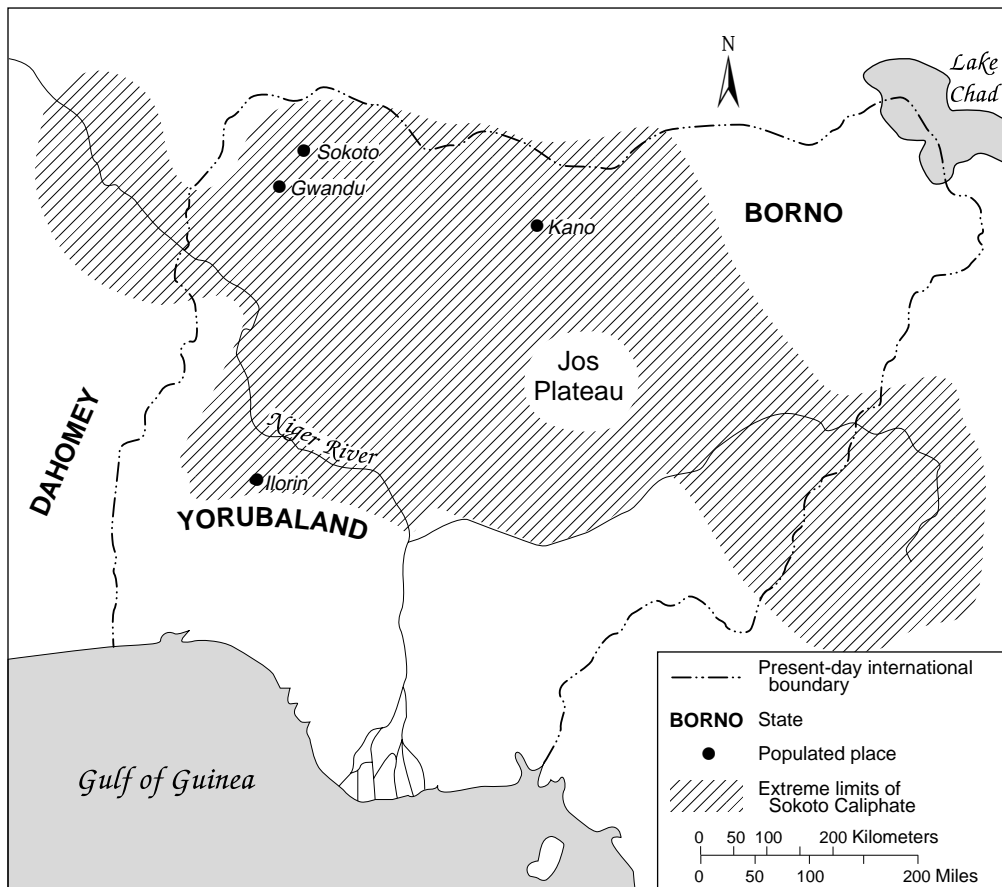 N
Lake
Chad
Sokoto
Gwandu
BORNO
Kano
Jos
Plateau
DAHOMEY
Niger River
Ilorin
YORUBALAND
Gulf of Guinea
Present-day international
boundary
BORNO State
Populated place
Extreme limits of
Sokoto Caliphate
0 50 100 200 Kilometers
0 50 100 200 Miles